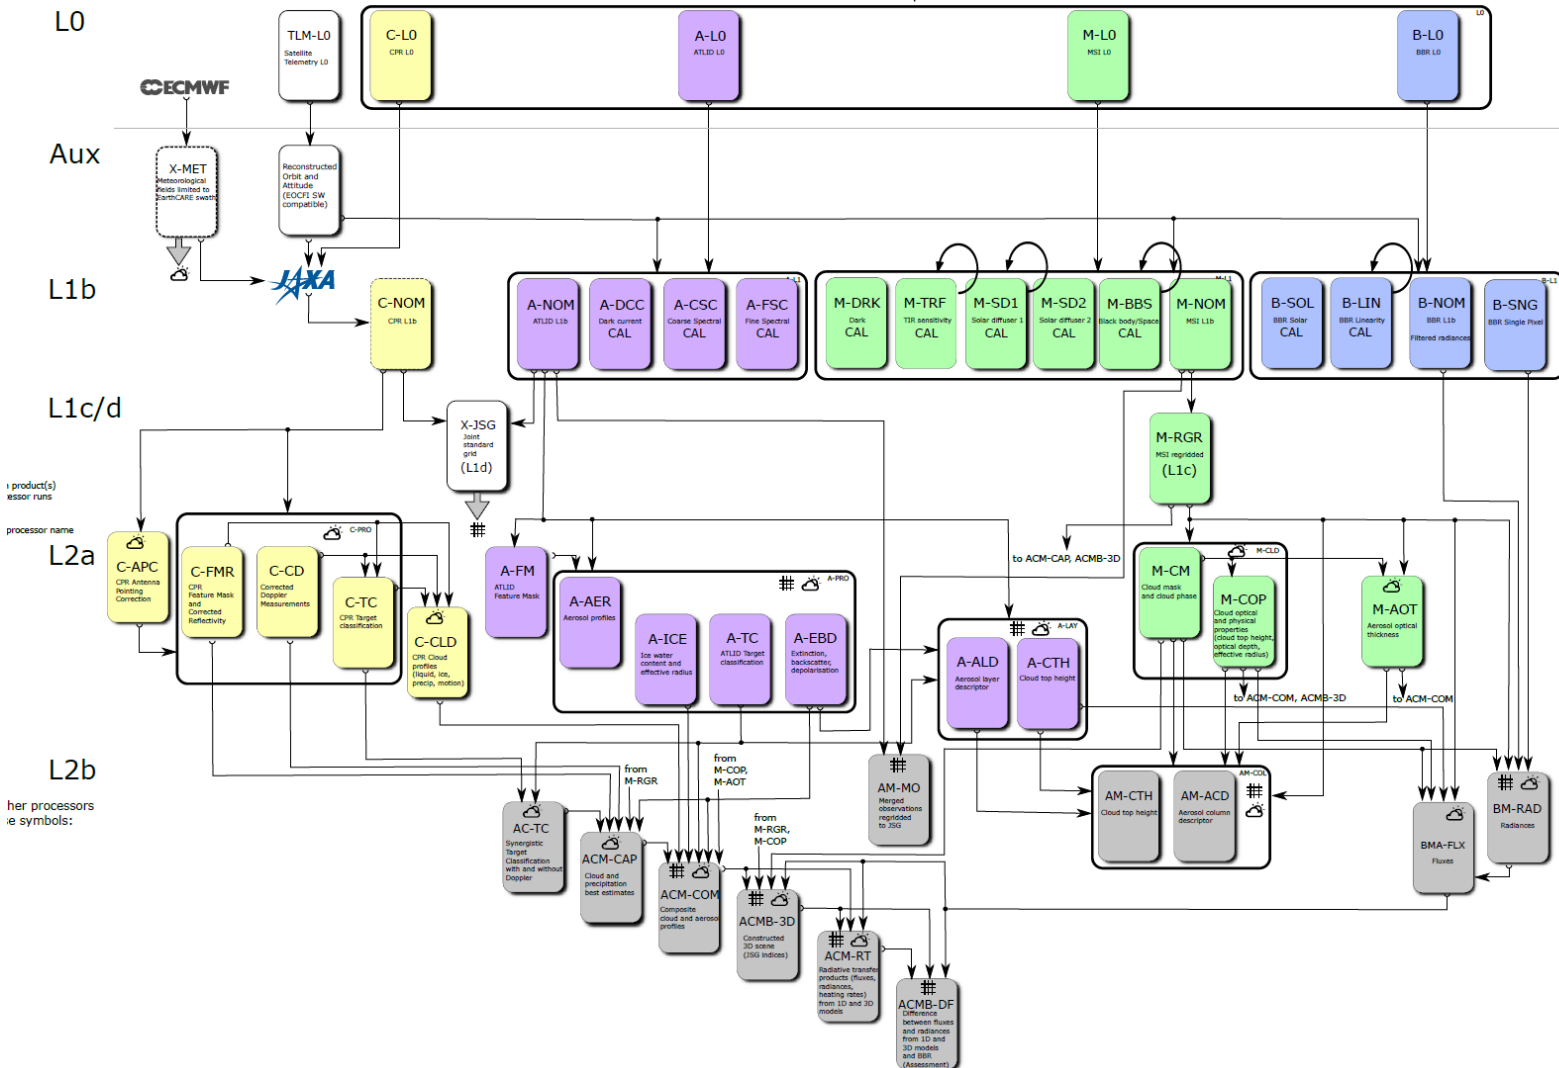 L0
TLM-L0
Satellite
Telemetry L0
C-L0
CPR L0
A-L0
ATLID L0
M-L0
MSI L0
B-L0
BBR L0
L0
ECMWF
Aux
X-MET
Meteorological
fields limited to
EarthCARE swath
Reconstructed
Orbit and
Attitude
(EOCFI SW
compatible)
L1b
JAXA
C-NOM
CPR L1b
A-NOM
ATLID L1b
A-DCC
Dark current
CAL
A-CSC
Coarse Spectral
CAL
A-FSC
Fine Spectral
CAL
M-DRK
Dark
CAL
M-TRF
TIR sensitivity
CAL
M-SD1
Solar diffuser 1
CAL
M-SD2
Solar diffuser 2
CAL
M-BBS
Black body/Space
CAL
M-NOM
MSI L1b
B-SOL
BBR Solar
CAL
B-LIN
BBR Linearity
CAL
B-NOM
BBR L1b
Filtered radiances
B-SNG
BBR Single Pixel
B-L1
L1c/d
X-JSG
Joint
standard
grid
(L1d)
M-RGR
MSI regridded
(L1c)
product(s)
essor runs
processor name
L2a
C-APC
CPR Antenna
Pointing
Correction
C-PRO
C-FMR
CPR
Feature Mask
and
Corrected
Reflectivity
C-CD
Corrected
Doppler
Measurements
C-TC
CPR Target
classification
C-CLD
CPR Cloud
profiles
(liquid, ice,
precip, motion)
A-FM
ATLID
Feature Mask
A-PRO
A-AER
Aerosol profiles
A-ICE
Ice water
content and
effective radius
A-TC
ATLID Target
classification
A-EBD
Extinction,
backscatter,
depolarisation
A-LAY
A-ALD
Aerosol layer
descriptor
A-CTH
Cloud top height
to ACM-CAP, ACMB-3D
M-CLD
M-CM
Cloud mask
and cloud phase
M-COP
Cloud optical
and physical
properties
(cloud top height,
optical depth,
effective radius)
M-AOT
Aerosol optical
thickness
to ACM-COM, ACMB-3D
to ACM-COM
L2b
her processors
se symbols:
from
M-RGR
from
M-COP,
M-AOT
from
M-RGR,
M-COP
AC-TC
Synergistic
Target
Classification
with and without
Doppler
ACM-CAP
Cloud and
precipitation
best estimates
ACM-COM
Composite
cloud and aerosol
profiles
ACMB-3D
Constructed
3D scene
(JSG indices)
ACM-RT
Radiative transfer
products (fluxes,
radiances,
heating rates)
from 1D and 3D
models
ACMB-DF
Difference
between fluxes
and radiances
from 1D and
3D models
and BBR
(Assessment)
AM-MO
Merged
observations
regridded
to JSG
AM-COL
AM-CTH
Cloud top height
AM-ACD
Aerosol column
descriptor
BMA-FLX
Fluxes
BM-RAD
Radiances